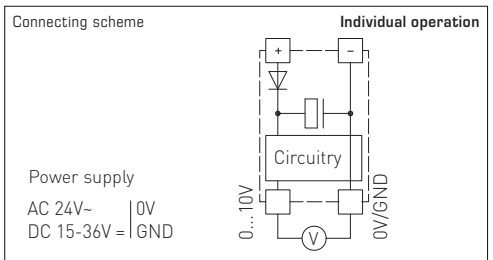 Connecting scheme
Individual operation
+
−
Circuitry
Power supply
AC 24V~ 0V
DC 15-36V = GND
0...10V
0V/GND
V